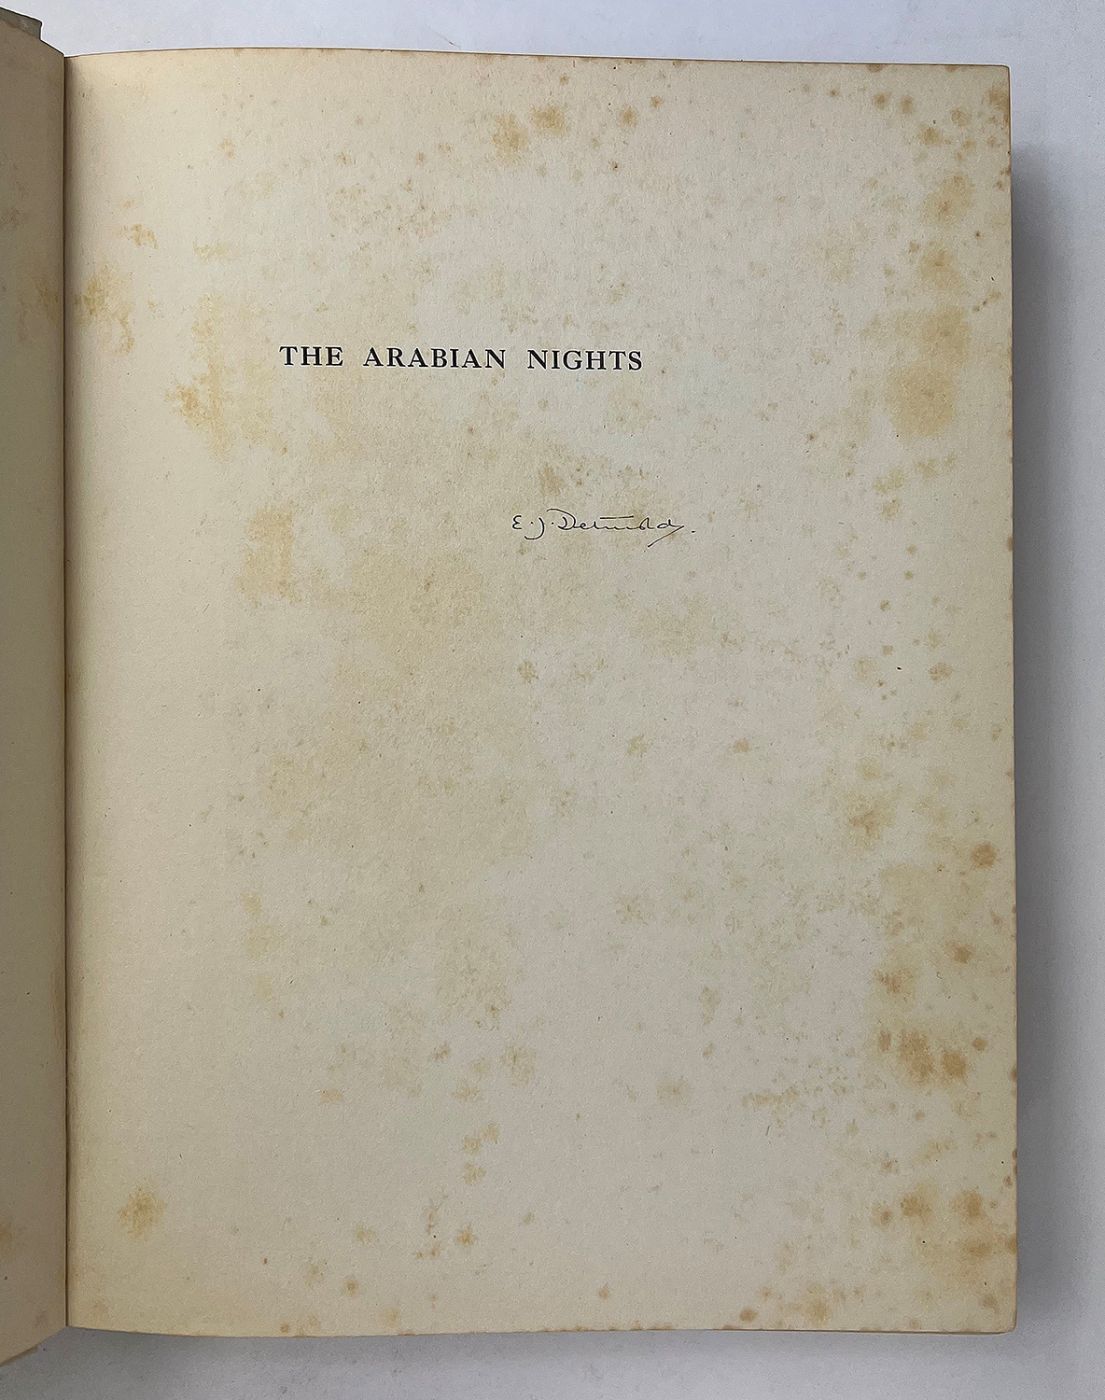 THE ARABIAN NIGHTS
E. J. Detmold.